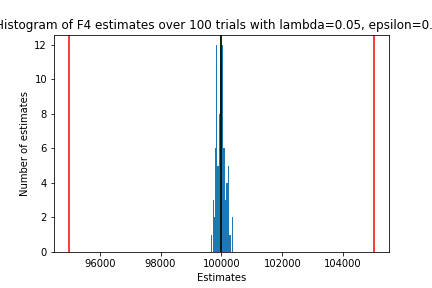 Histogram of F4 estimates over 100 trials with lambda=0.05, epsilon=0.
12
10
8
6
4
2
0
Number of estimates
96000 98000 100000 102000 104000
Estimates